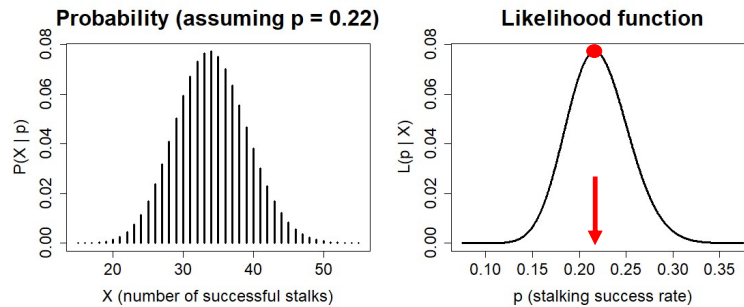 Probability (assuming p = 0.22)
P(X | p)
0.08
0.06
0.04
0.02
0.00
20 30 40 50
X (number of successful stalks)
Likelihood function
L(p | X)
0.08
0.06
0.04
0.02
0.00
0.10 0.15 0.20 0.25 0.30 0.35
p (stalking success rate)